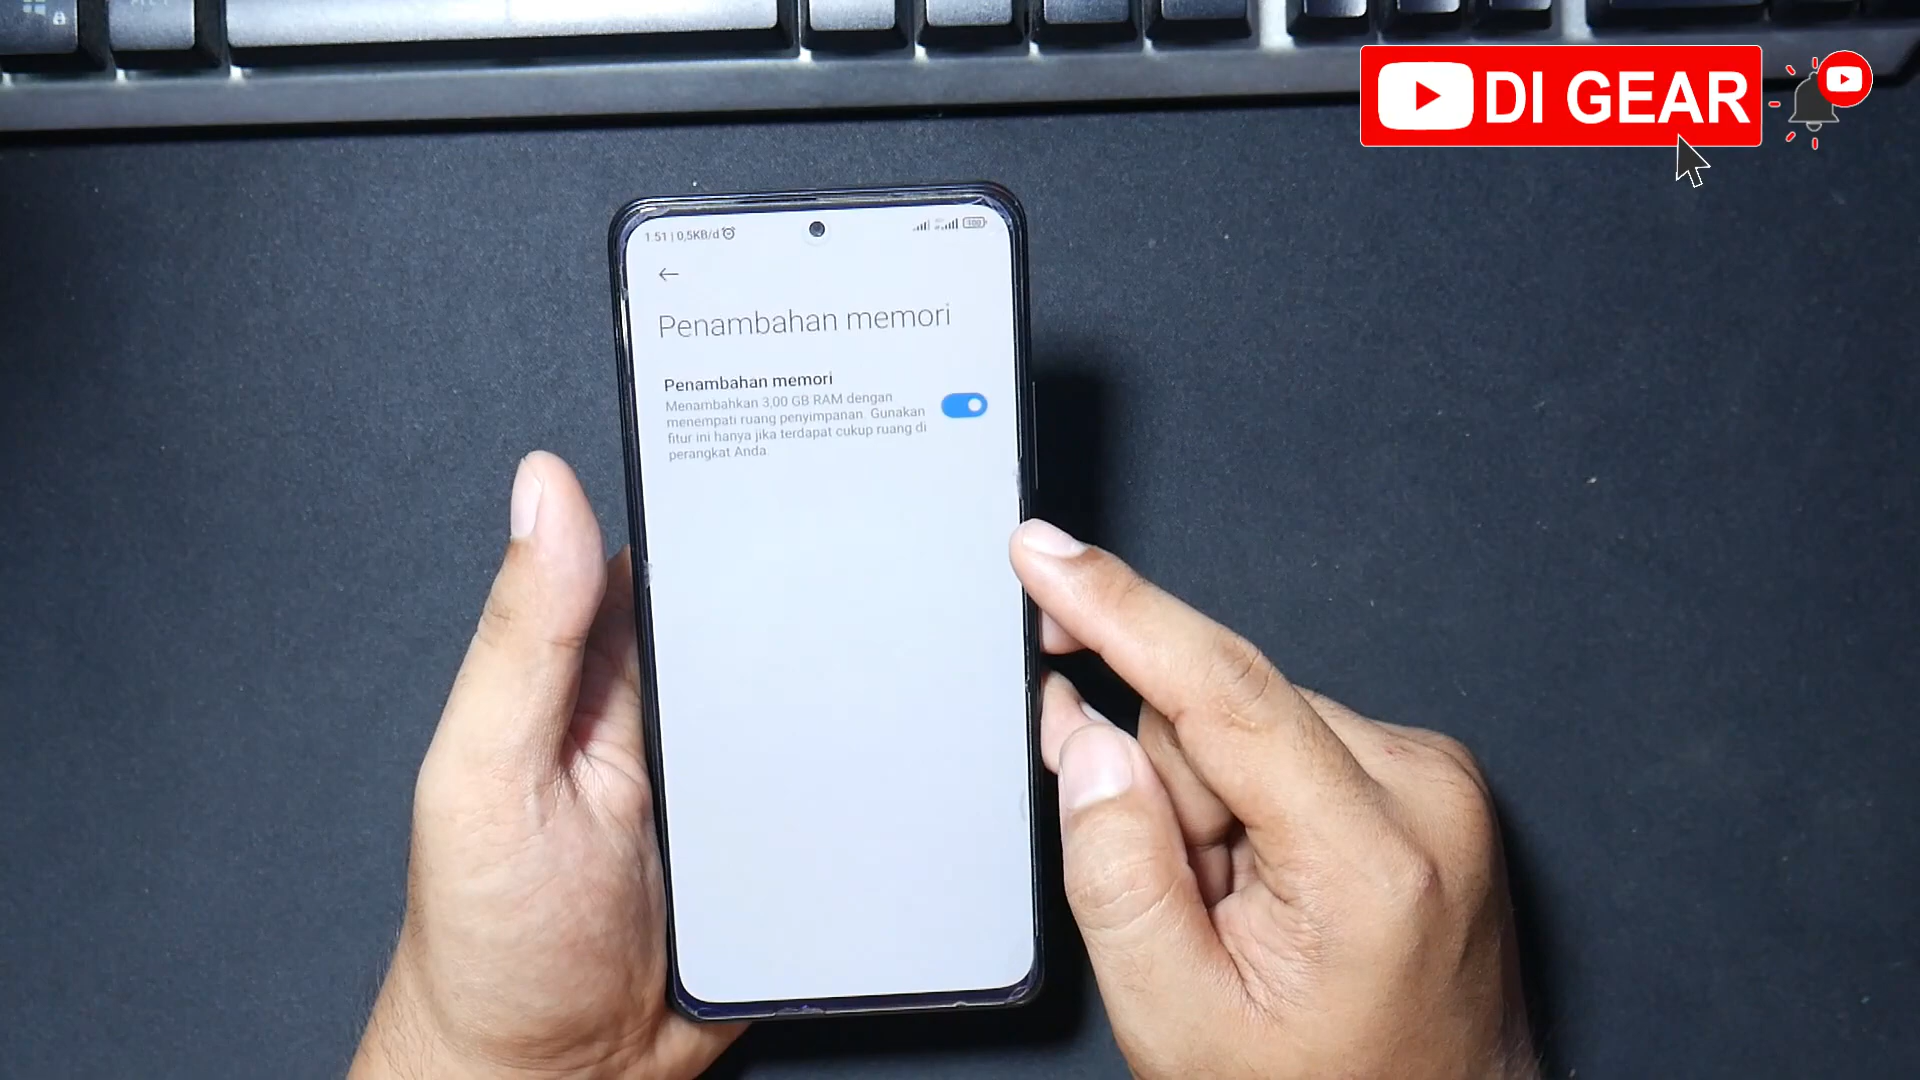 DI GEAR
1.51 | 0,5KB/d
100
Penambahan memori
Penambahan memori
Menambahkan 3,00 GB RAM dengan
menempati ruang penyimpanan. Gunakan
fitur ini hanya jika terdapat cukup ruang di
perangkat Anda.